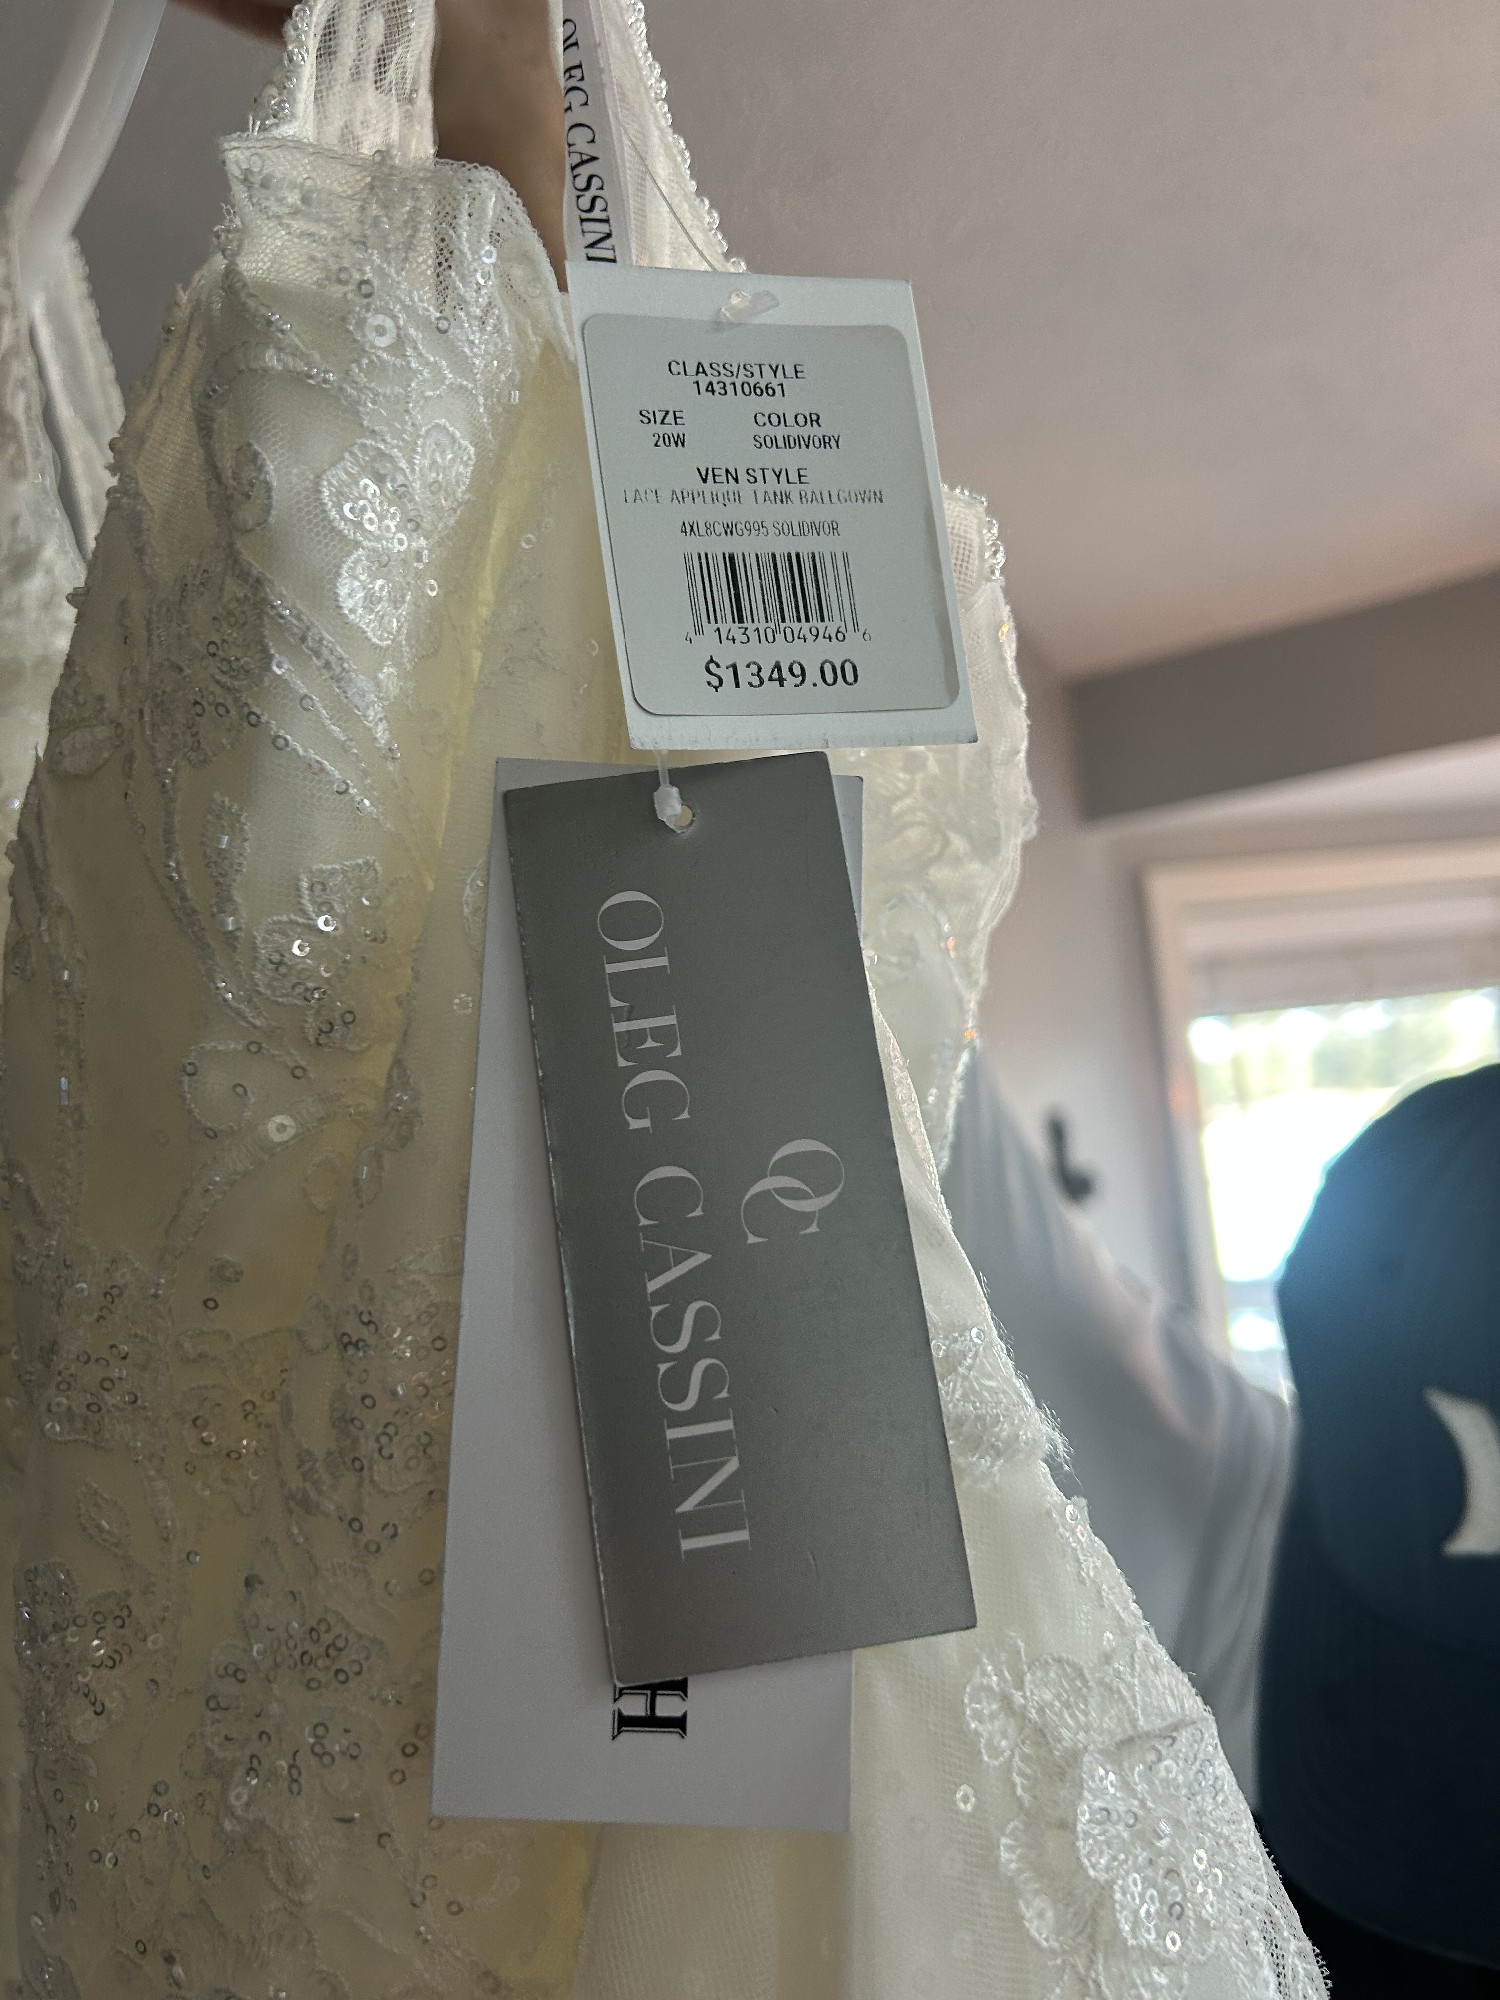 OLEG CASSINI
CLASS/STYLE
14310661
SIZE COLOR
20W SOLIDIVORY
VEN STYLE
LACE APPLIQUE TANK BALLGOWN
4XL8CWG995 SOLIDIVOR
4 14310 04946 6
$1349.00
OC
OLEG CASSINI
H